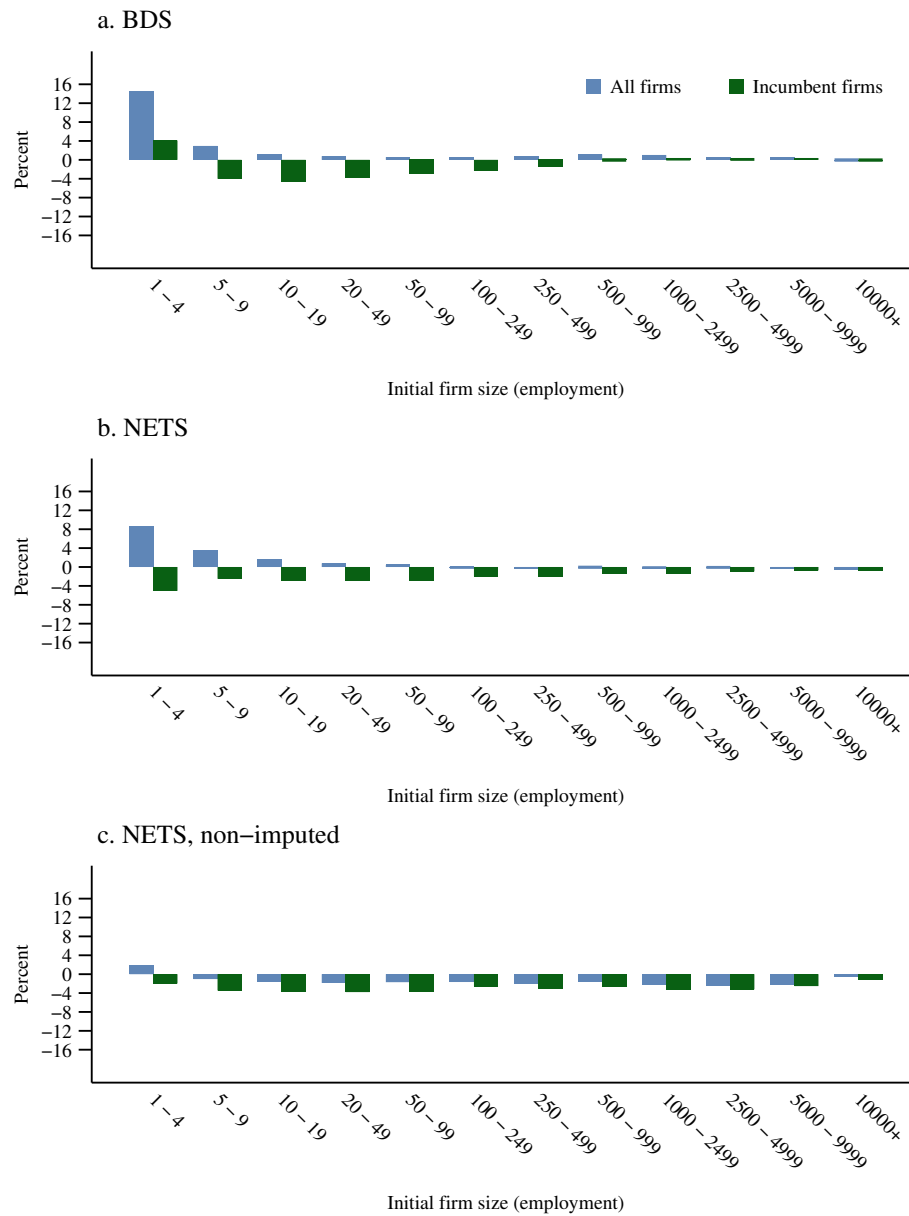 a. BDS
All firms
Incumbent firms
Percent
16
12
8
4
0
−4
−8
−12
−16
1 − 4
5 − 9
10 − 19
20 − 49
50 − 99
100 − 249
250 − 499
500 − 999
1000 − 2499
2500 − 4999
5000 − 9999
10000+
Initial firm size (employment)
b. NETS
Percent
16
12
8
4
0
−4
−8
−12
−16
1 − 4
5 − 9
10 − 19
20 − 49
50 − 99
100 − 249
250 − 499
500 − 999
1000 − 2499
2500 − 4999
5000 − 9999
10000+
Initial firm size (employment)
c. NETS, non−imputed
Percent
16
12
8
4
0
−4
−8
−12
−16
1 − 4
5 − 9
10 − 19
20 − 49
50 − 99
100 − 249
250 − 499
500 − 999
1000 − 2499
2500 − 4999
5000 − 9999
10000+
Initial firm size (employment)